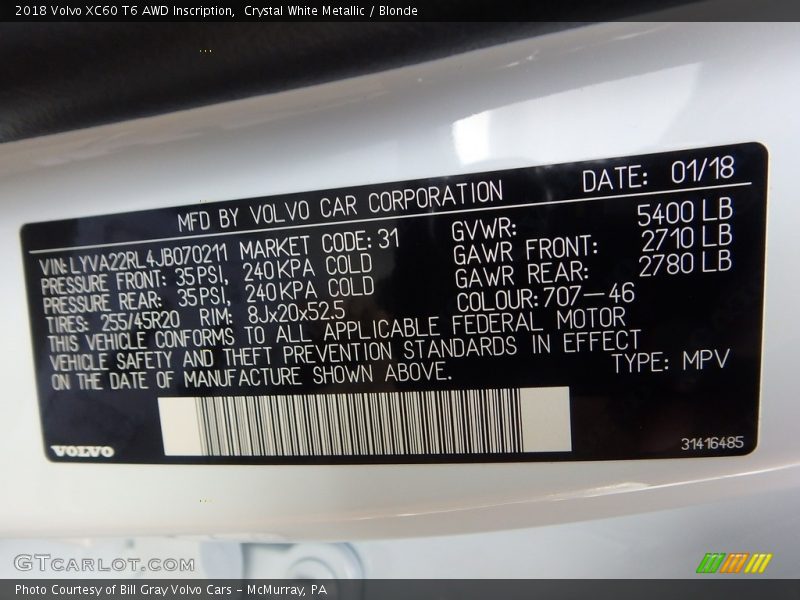 2018 Volvo XC60 T6 AWD Inscription, Crystal White Metallic / Blonde
MFD BY VOLVO CAR CORPORATION DATE: 01/18
VIN: LYVA22RL4JB070211 MARKET CODE: 31
PRESSURE FRONT: 35PSI, 240KPA COLD
PRESSURE REAR: 35PSI, 240KPA COLD
TIRES: 255/45R20 RIM: 8Jx20x52.5
GVWR: 5400 LB
GAWR FRONT: 2710 LB
GAWR REAR: 2780 LB
COLOUR: 707-46
THIS VEHICLE CONFORMS TO ALL APPLICABLE FEDERAL MOTOR
VEHICLE SAFETY AND THEFT PREVENTION STANDARDS IN EFFECT
ON THE DATE OF MANUFACTURE SHOWN ABOVE. TYPE: MPV
VOLVO
31416485
GTCarLot.com
Photo Courtesy of Bill Gray Volvo Cars - McMurray, PA